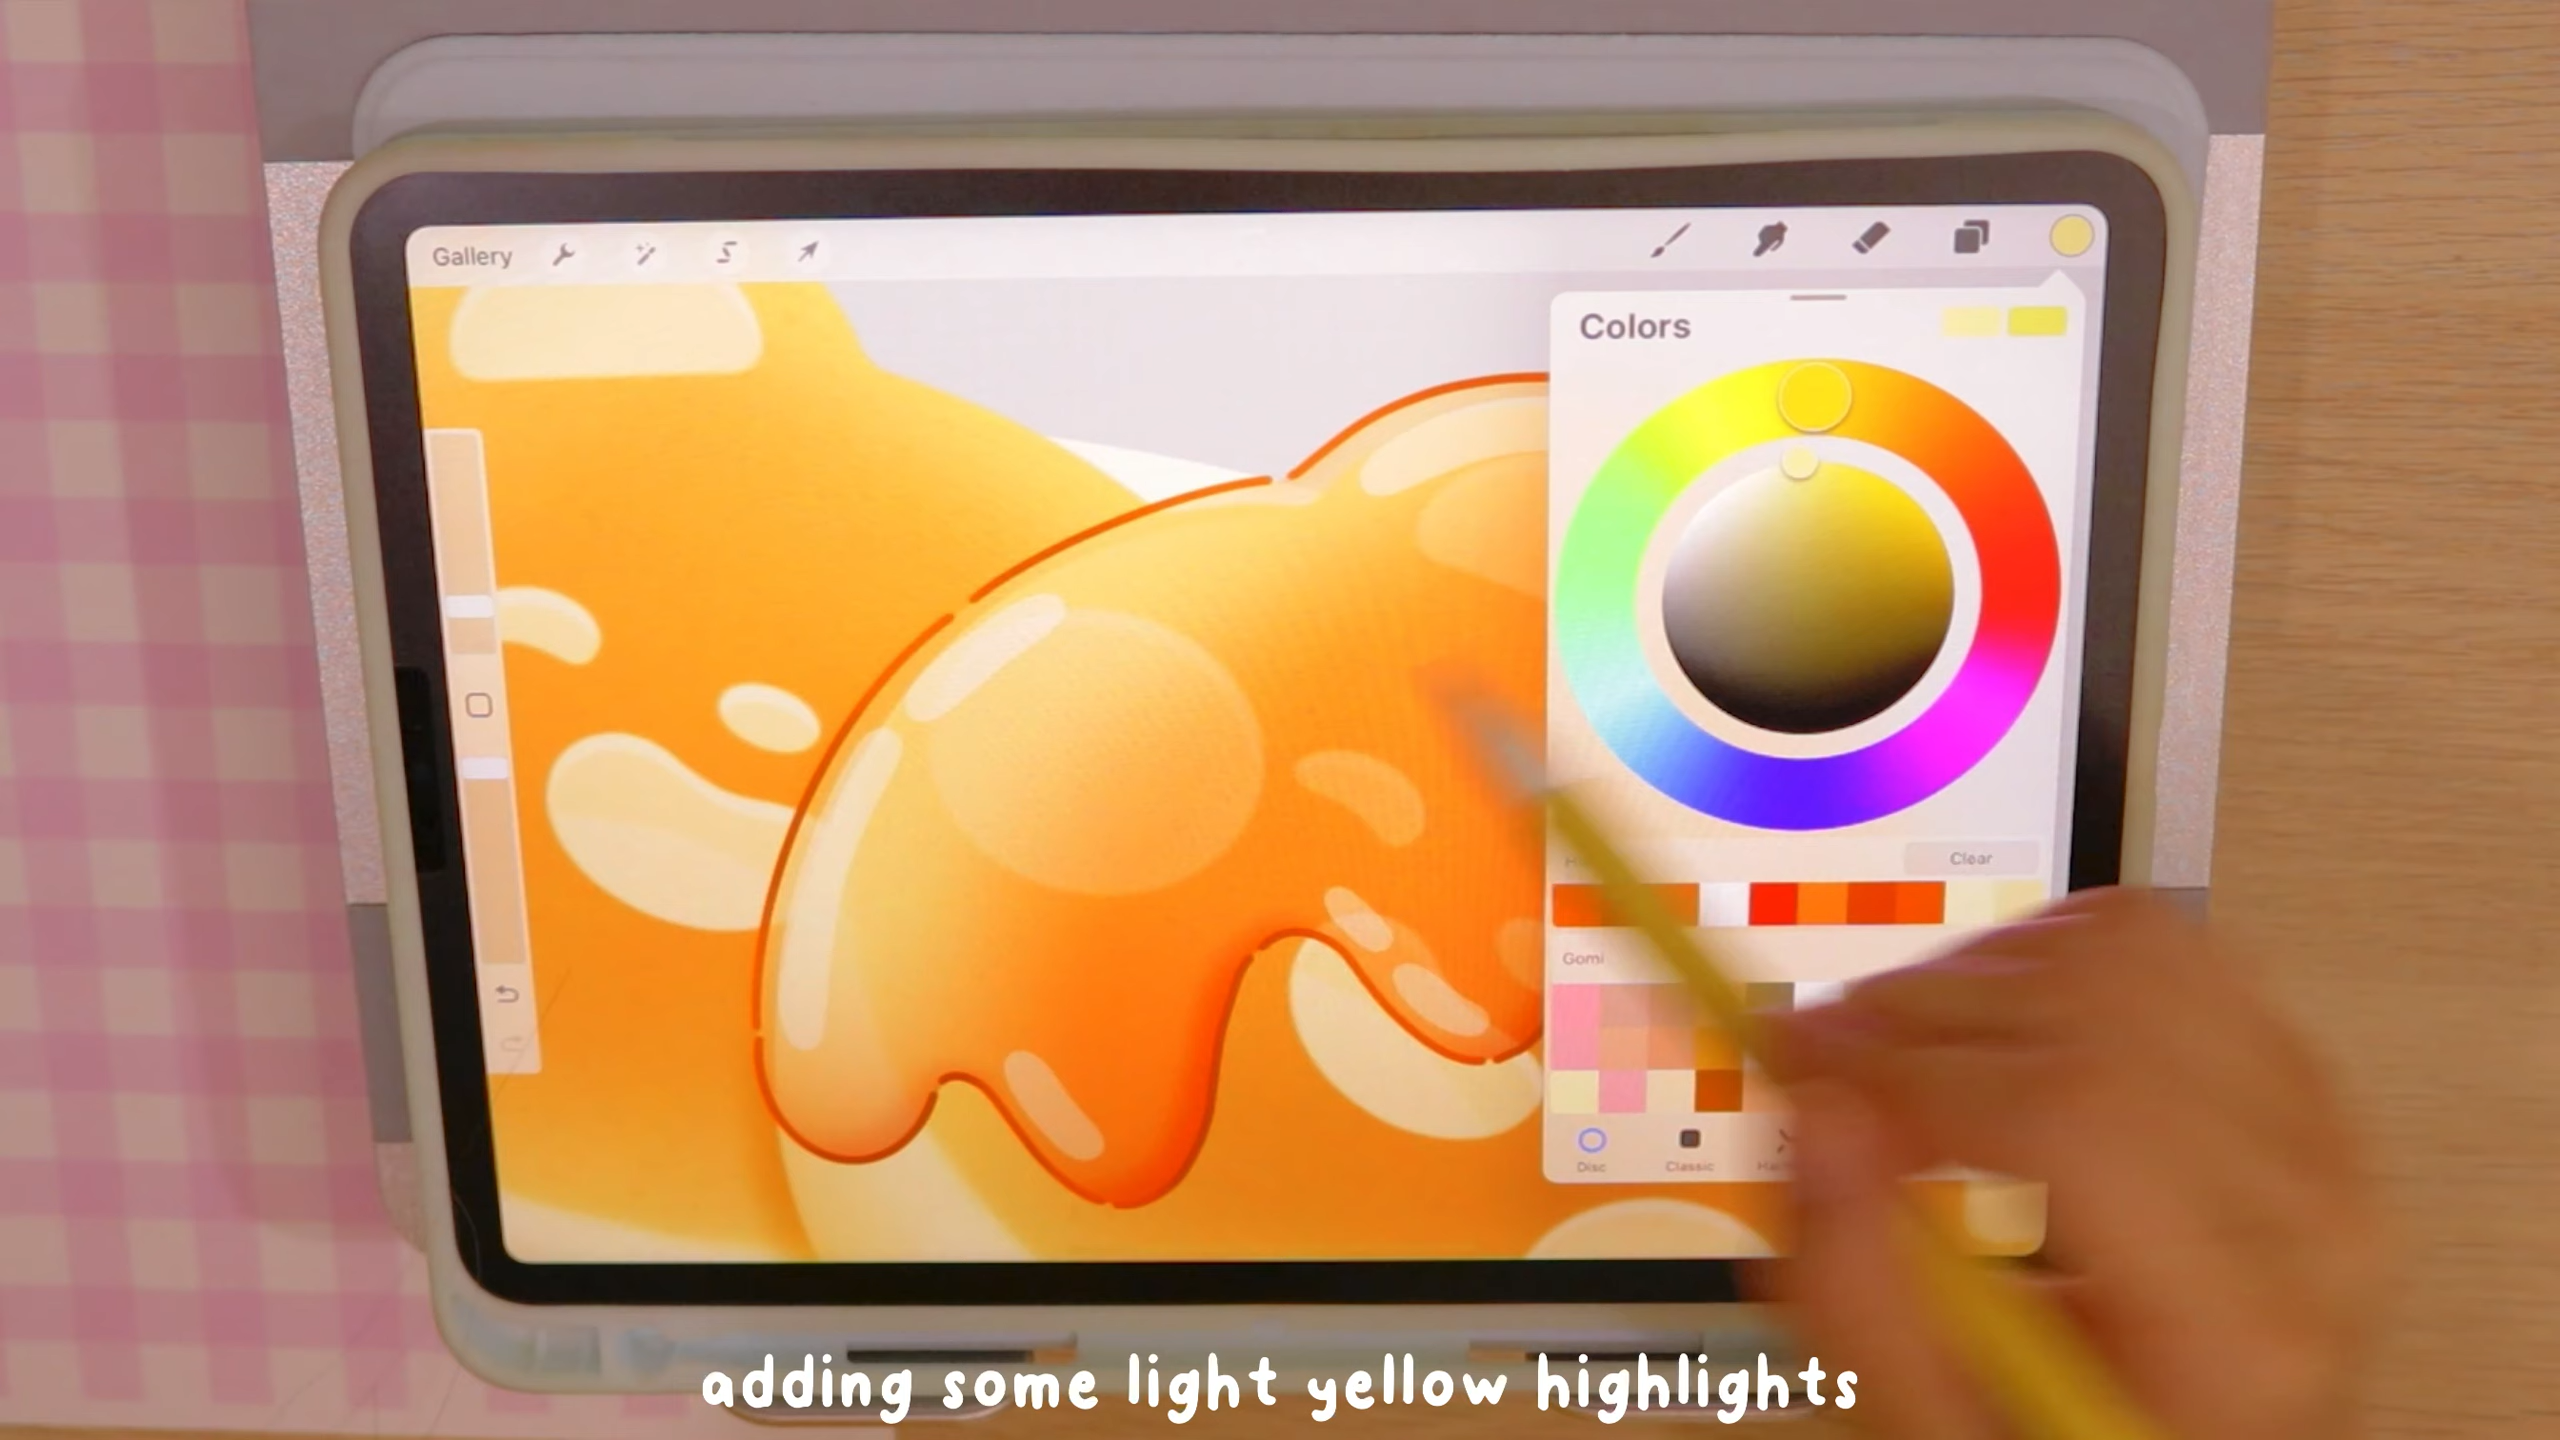 Gallery
Colors
Clear
Gomi
Disc
Classic
adding some light yellow highlights